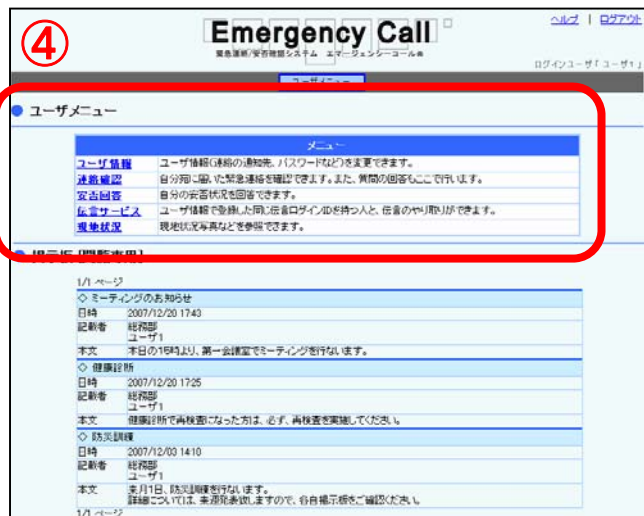 ④
Emergency Call
緊急連絡/安否確認システム エマージェンシーコール®
ヘルプ | ログアウト
ログインユーザ「ユーザ1」
ユーザメニュー
ユーザメニュー
メニュー
ユーザ情報 ユーザ情報(連絡の通知先、パスワードなど)を変更できます。
連絡確認 自分宛に届いた緊急連絡を確認できます。また、質問の回答もここで行います。
安否回答 自分の安否状況を回答できます。
伝言サービス ユーザ情報で登録した同じ伝言ログインIDを持つ人と、伝言のやり取りができます。
現地状況 現地状況写真などを参照できます。
掲示板 [閲覧専用]
1/1 ページ
◇ ミーティングのお知らせ
日時 2007/12/20 17:43
記載者 総務部
ユーザ1
本文 本日の16時より、第一会議室でミーティングを行ないます。
◇ 健康診断
日時 2007/12/20 17:25
記載者 総務部
ユーザ1
本文 健康診断で再検査になった方は、必ず、再検査を実施してください。
◇ 防災訓練
日時 2007/12/03 14:10
記載者 総務部
ユーザ1
本文 来月1日、防災訓練を行ないます。
詳細については、来週発表致しますので、各自掲示板をご確認ください。
1/1 ページ